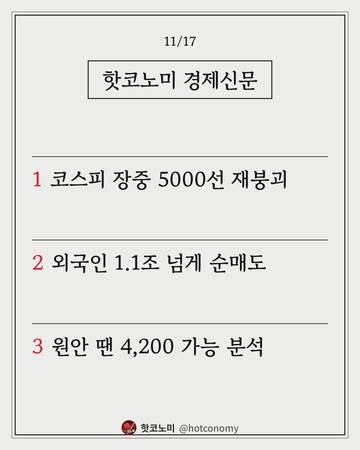 11/17
핫코노미 경제신문
1 코스피 장중 5000선 재붕괴
2 외국인 1.1조 넘게 순매도
3 원안 땐 4,200 가능 분석
핫코노미 @hotconomy